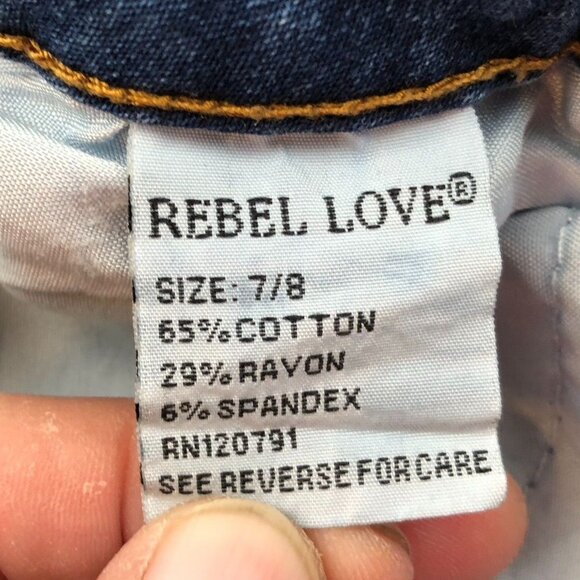 REBEL LOVE®
SIZE: 7/8
65% COTTON
29% RAYON
6% SPANDEX
RN120791
SEE REVERSE FOR CARE